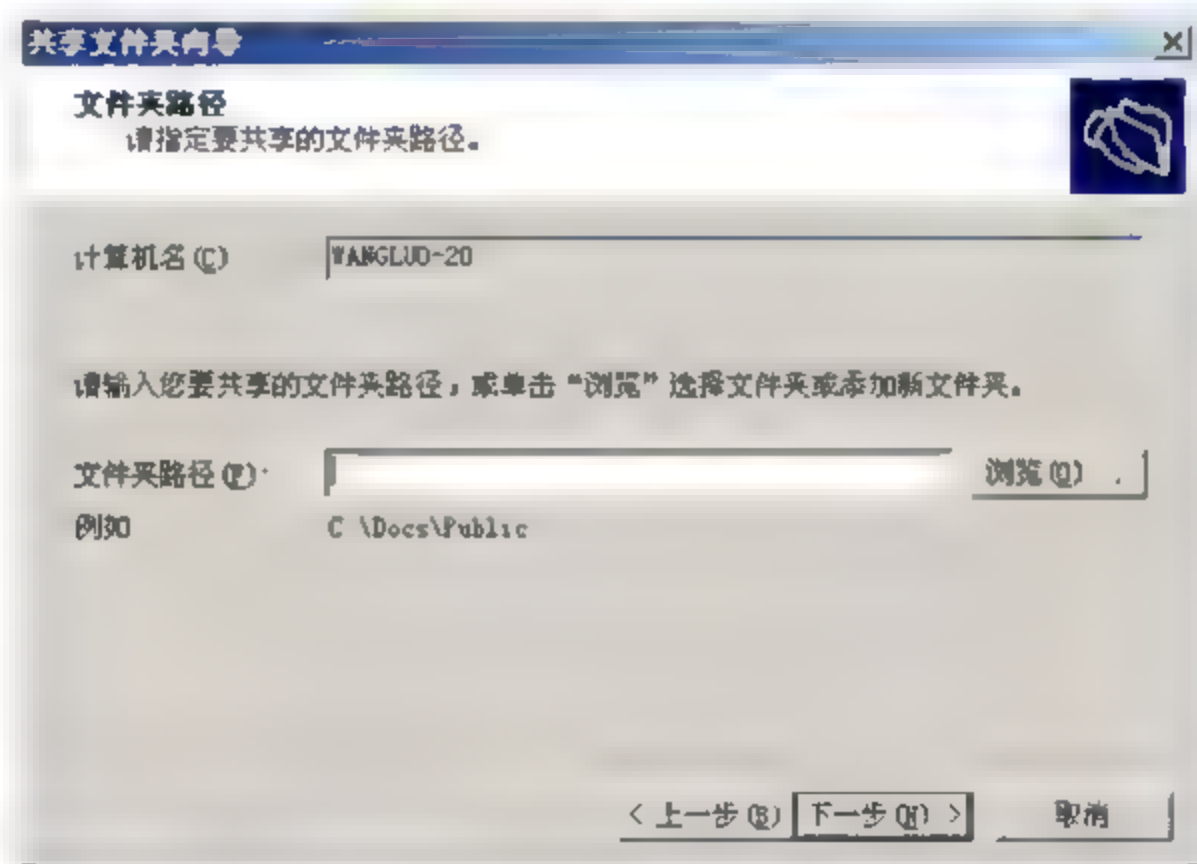 共享文件夹向导
文件夹路径
请指定要共享的文件夹路径。
计算机名(C) WANGLUO-20
请输入您要共享的文件夹路径,或单击“浏览”选择文件夹或添加新文件夹。
文件夹路径(F): 浏览(O) .
例如 C \Docs\Public
< 上一步(B) 下一步(N) > 取消